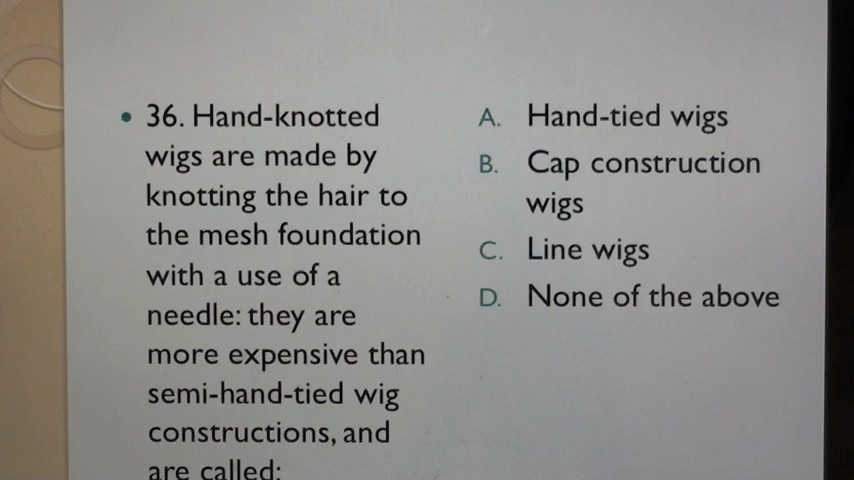 • 36. Hand-knotted
wigs are made by
knotting the hair to
the mesh foundation
with a use of a
needle: they are
more expensive than
semi-hand-tied wig
constructions, and
are called:
A. Hand-tied wigs
B. Cap construction
wigs
C. Line wigs
D. None of the above